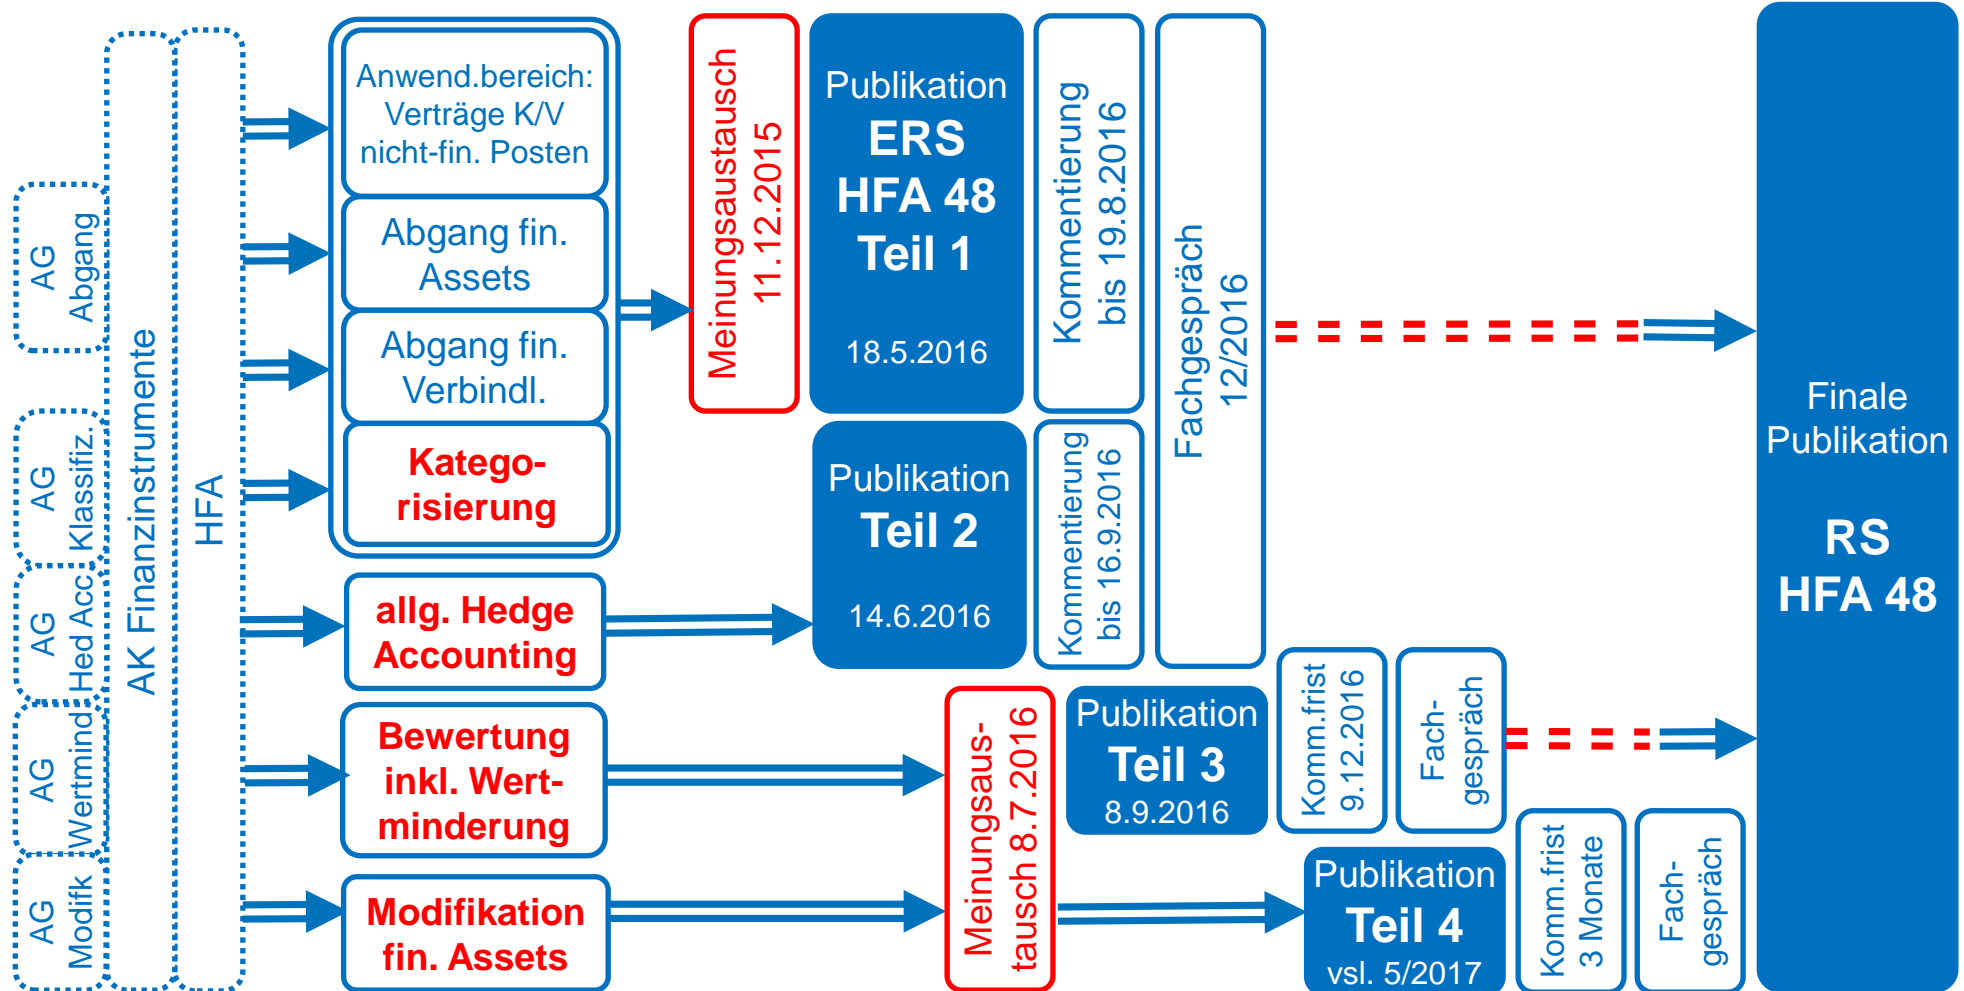 AG
Abgang
AG
Klassifiz.
AG
Hed Acc
AG
Wertmind
AG
Modifk
AK Finanzinstrumente
HFA
Anwend.bereich:
Verträge K/V
nicht-fin. Posten
Abgang fin.
Assets
Abgang fin.
Verbindl.
Katego-
risierung
allg. Hedge
Accounting
Bewertung
inkl. Wert-
minderung
Modifikation
fin. Assets
Meinungsaustausch
11.12.2015
Publikation
ERS
HFA 48
Teil 1
18.5.2016
Kommentierung
bis 19.8.2016
Publikation
Teil 2
14.6.2016
Kommentierung
bis 16.9.2016
Fachgespräch
12/2016
Meinungsaus-
tausch 8.7.2016
Publikation
Teil 3
8.9.2016
Komm.frist
9.12.2016
Fach-
gespräch
Publikation
Teil 4
vsl. 5/2017
Komm.frist
3 Monate
Fach-
gespräch
Finale
Publikation
RS
HFA 48